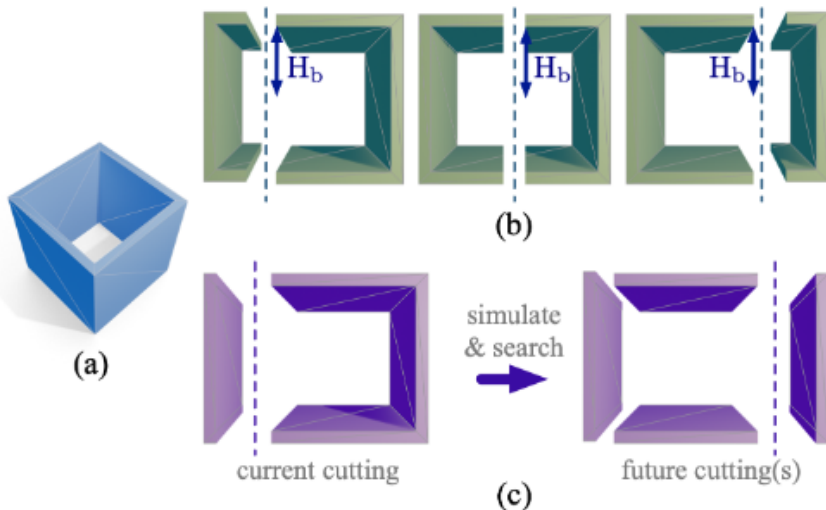 H_b
H_b
H_b
(a)
(b)
simulate
& search
current cutting
future cutting(s)
(c)